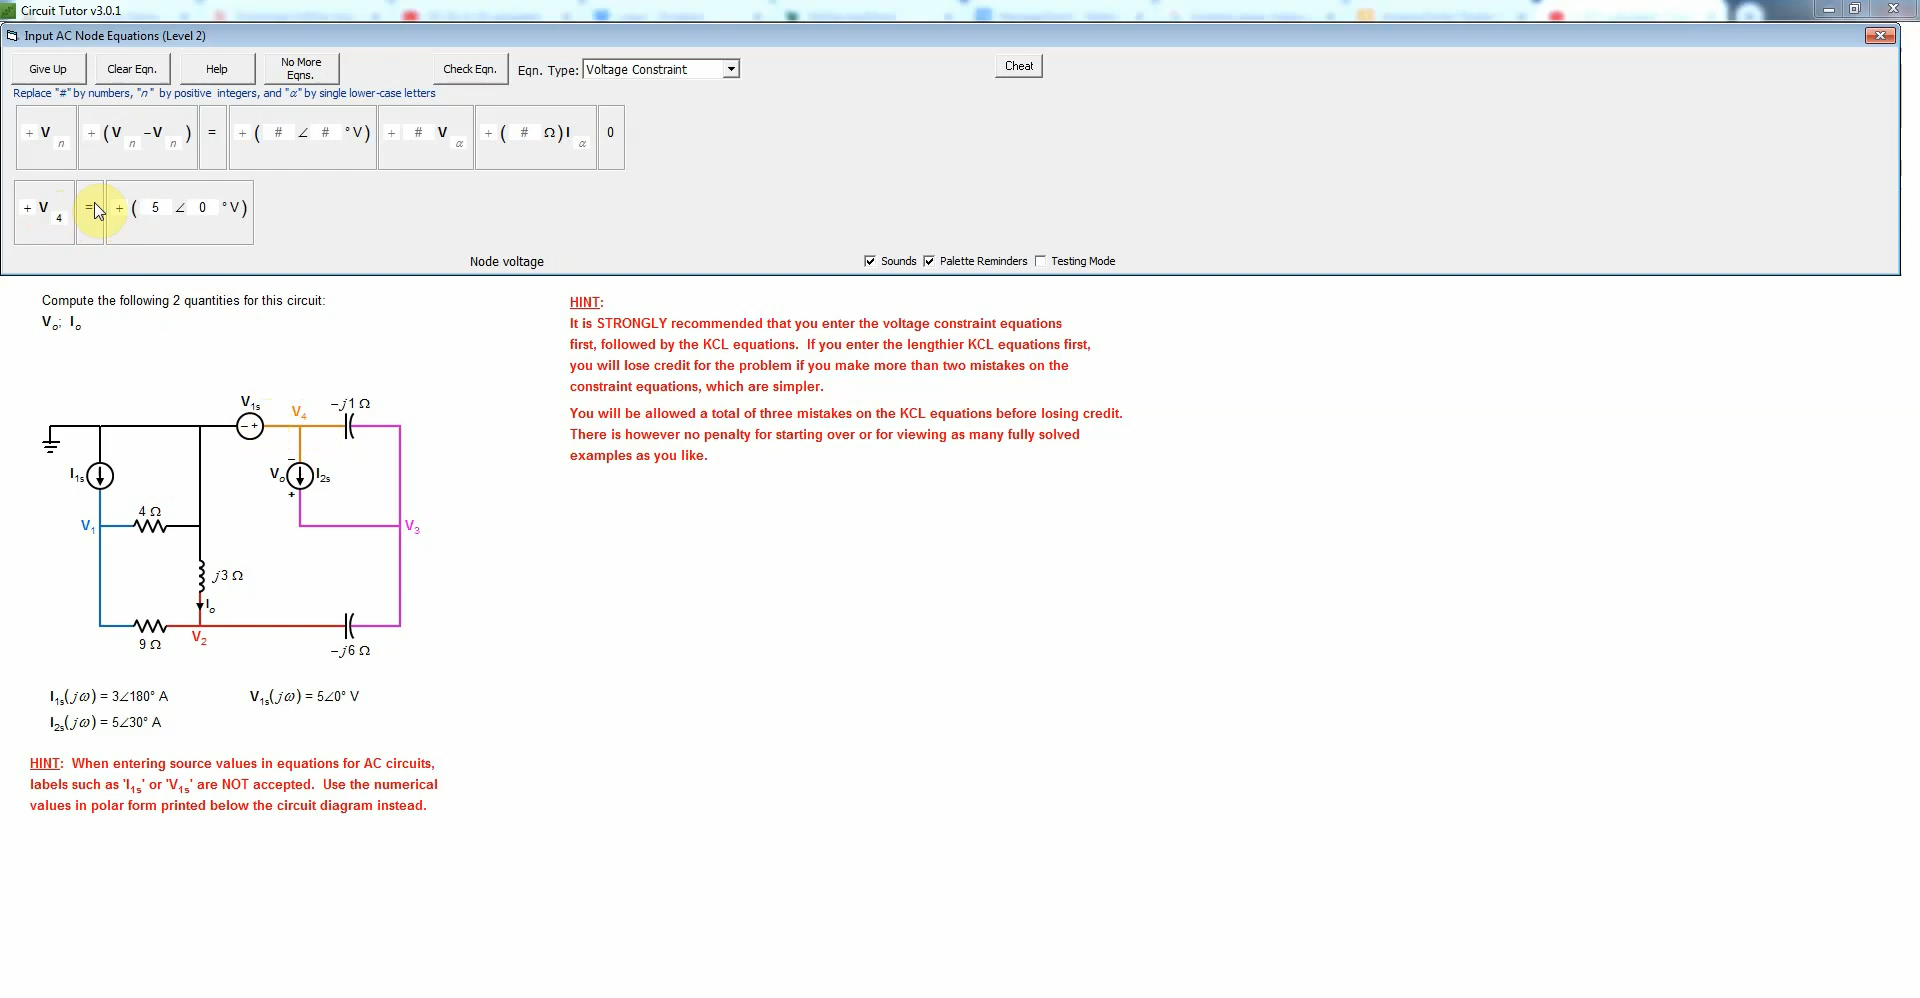 Circuit Tutor v3.0.1
Input AC Node Equations (Level 2)
Give Up
Clear Eqn.
Help
No More Eqns.
Check Eqn.
Eqn. Type: Voltage Constraint
Cheat
Replace "#" by numbers, "n" by positive integers, and "α" by single lower-case letters
+ V n + (V n −V n ) = + ( # ∠ # °V) + # V α + ( # Ω) I α 0
+ V 4 = + ( 5 ∠ 0 °V)
Node voltage
Sounds Palette Reminders Testing Mode
Compute the following 2 quantities for this circuit:
Vo; Io
HINT:
It is STRONGLY recommended that you enter the voltage constraint equations
first, followed by the KCL equations. If you enter the lengthier KCL equations first,
you will lose credit for the problem if you make more than two mistakes on the
constraint equations, which are simpler.
You will be allowed a total of three mistakes on the KCL equations before losing credit.
There is however no penalty for starting over or for viewing as many fully solved
examples as you like.
V1s
V4
−j1 Ω
− +
I1s
−
Vo
I2s
+
4 Ω
V1
V3
j3 Ω
Io
V2
9 Ω
−j6 Ω
I1s(jω) = 3∠180° A
V1s(jω) = 5∠0° V
I2s(jω) = 5∠30° A
HINT: When entering source values in equations for AC circuits,
labels such as 'I1s' or 'V1s' are NOT accepted. Use the numerical
values in polar form printed below the circuit diagram instead.